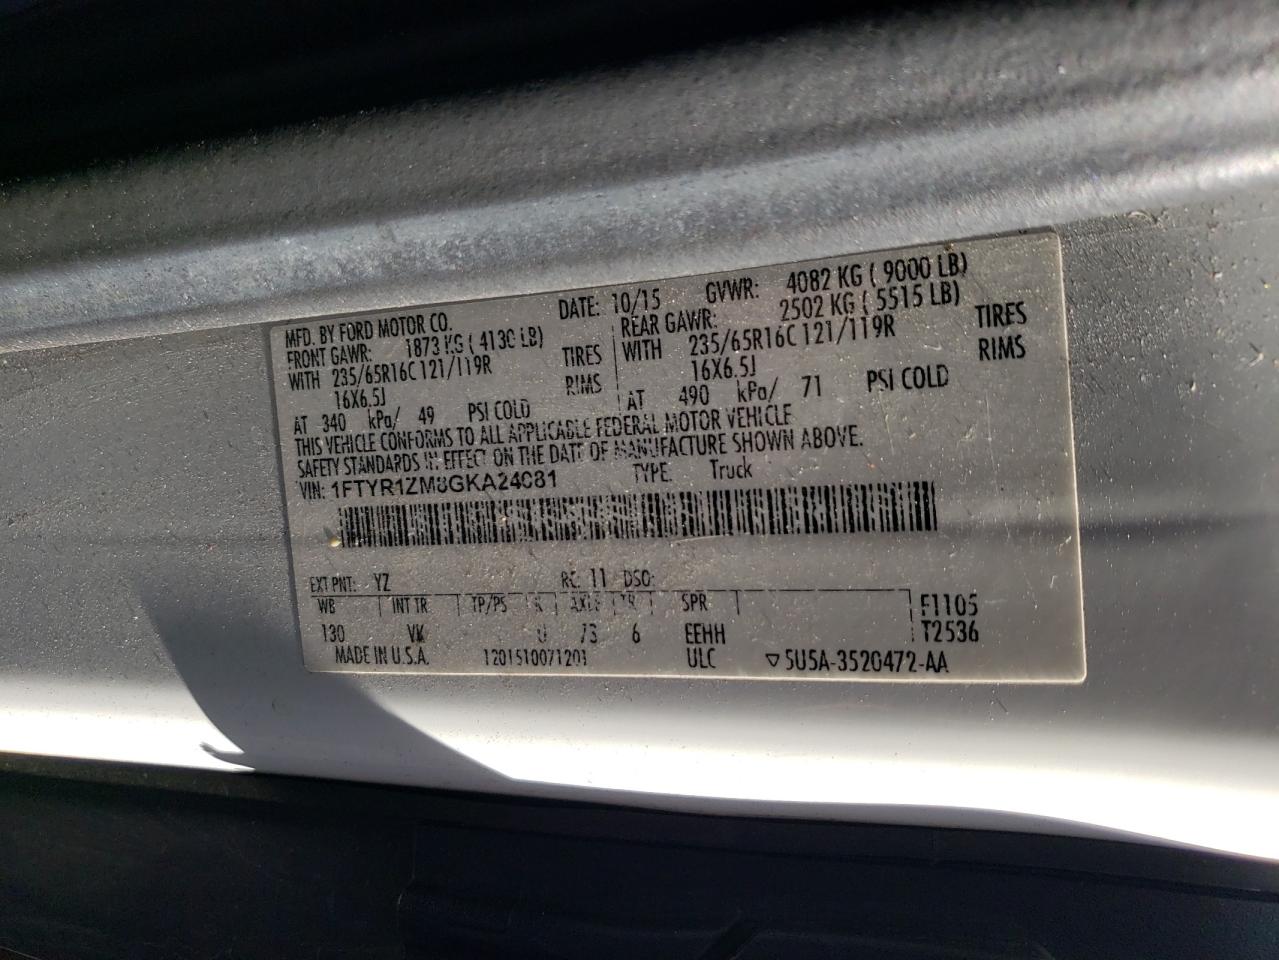 MFD. BY FORD MOTOR CO.
DATE: 10/15 GVWR: 4082 KG ( 9000 LB)
FRONT GAWR: 1873 KG ( 4130 LB) REAR GAWR: 2502 KG ( 5515 LB)
WITH 235/65R16C 121/119R TIRES WITH 235/65R16C 121/119R TIRES
16X6.5J RIMS 16X6.5J RIMS
AT 340 kPa/ 49 PSI COLD AT 490 kPa/ 71 PSI COLD
THIS VEHICLE CONFORMS TO ALL APPLICABLE FEDERAL MOTOR VEHICLE
SAFETY STANDARDS IN EFFECT ON THE DATE OF MANUFACTURE SHOWN ABOVE.
VIN: TYPE: Truck
EXT PNT: YZ RC: 11 DSO:
WB INT TR TP/PS R AXLE TR SPR F1105
130 VK 73 6 EEHH T2536
MADE IN U.S.A. 1201510071201 ULC ▽5U5A-3520472-AA